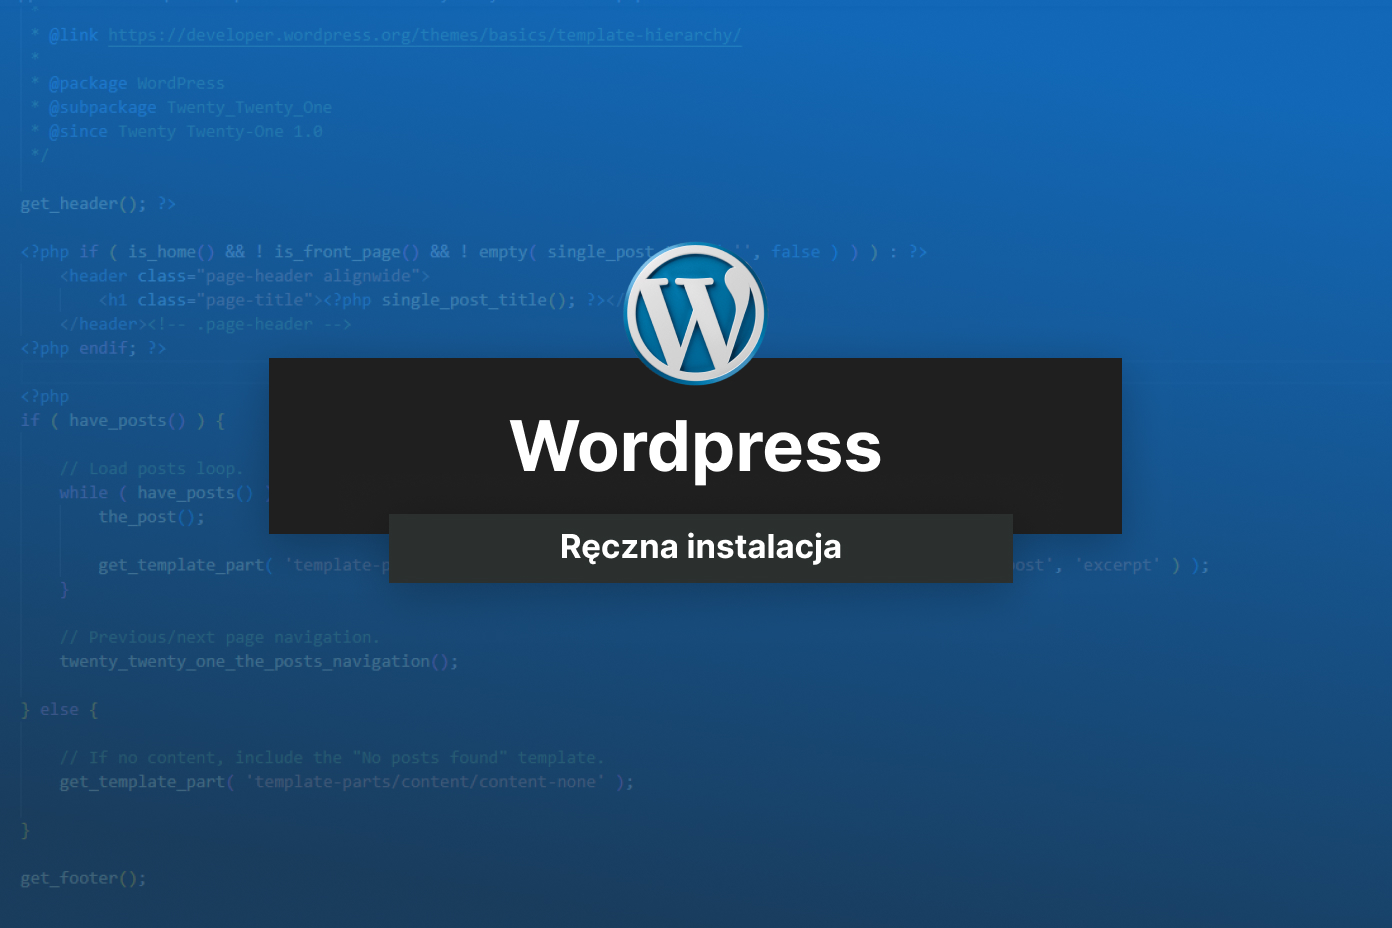 * @link https://developer.wordpress.org/themes/basics/template-hierarchy/
*
* @package WordPress
* @subpackage Twenty_Twenty_One
* @since Twenty Twenty-One 1.0
*/
get_header(); ?>
<?php if ( is_home() && ! is_front_page() && ! empty( single_post '', false ) ) ) : ?>
<header class="page-header alignwide">
<h1 class="page-title"><?php single_post_title(); ?></
</header><!-- .page-header -->
<?php endif; ?>
<?php
if ( have_posts() ) {
Wordpress
// Load posts loop.
while ( have_posts() )
the_post();
Ręczna instalacja
get_template_part( 'template-p ost', 'excerpt' ) );
}
// Previous/next page navigation.
twenty_twenty_one_the_posts_navigation();
} else {
// If no content, include the "No posts found" template.
get_template_part( 'template-parts/content/content-none' );
}
get_footer();